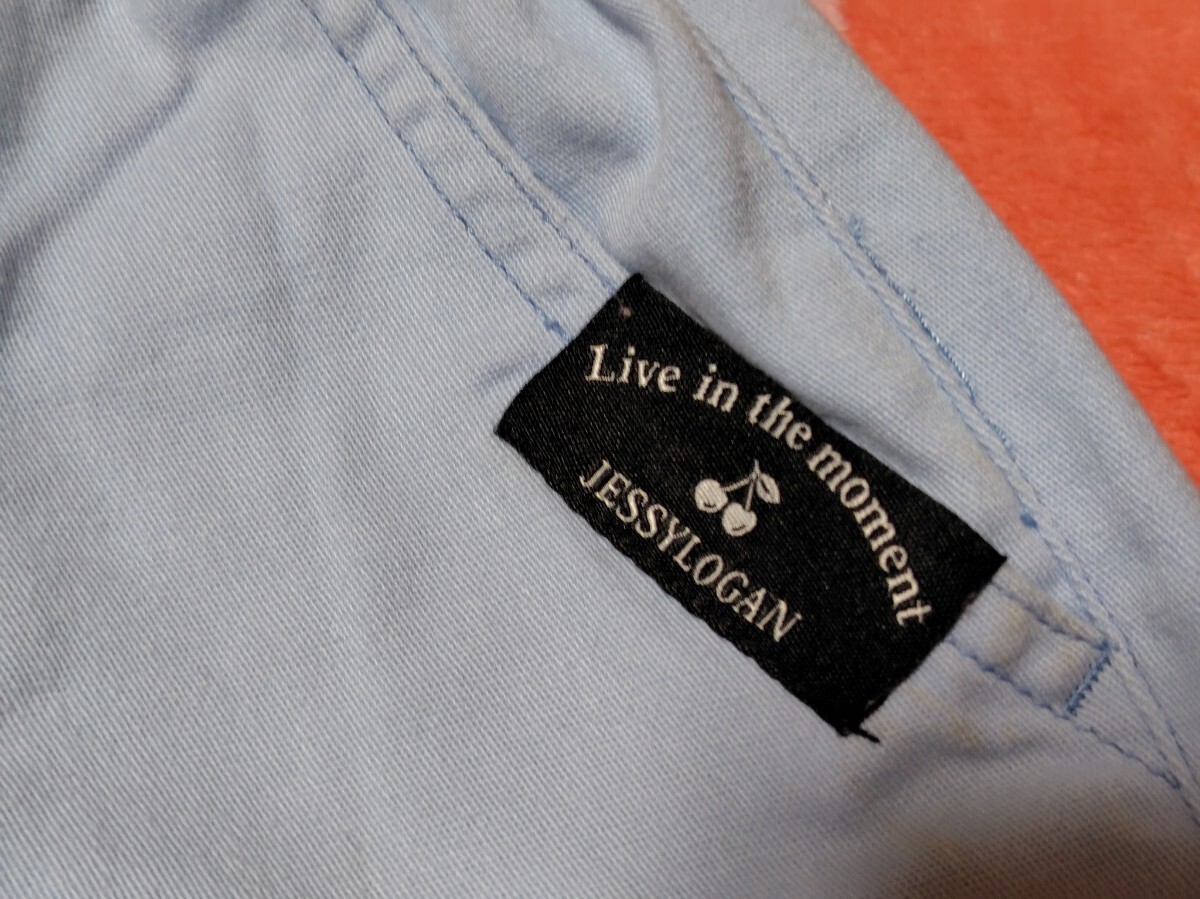 Live in the moment
JESSYLOGAN